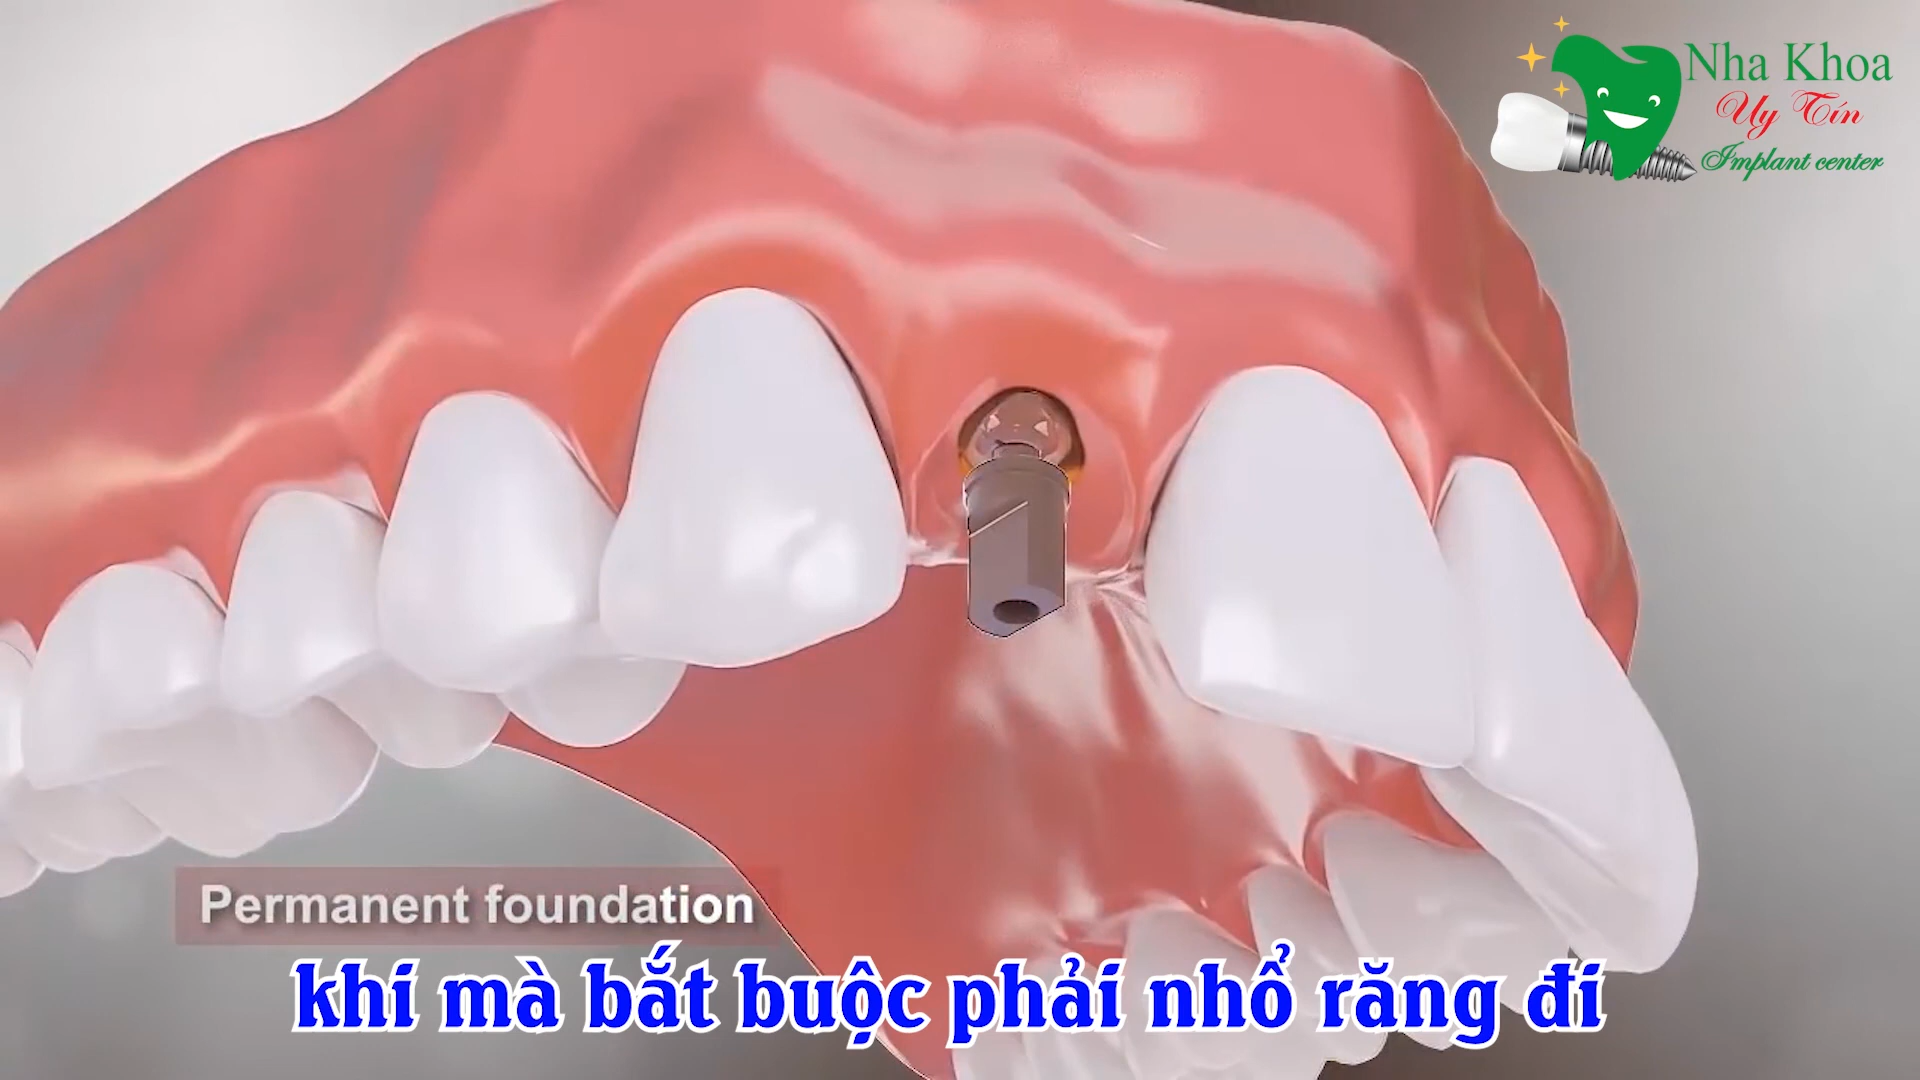 Nha Khoa
Uy Tín
Implant center
Permanent foundation
khi mà bắt buộc phải nhổ răng đi